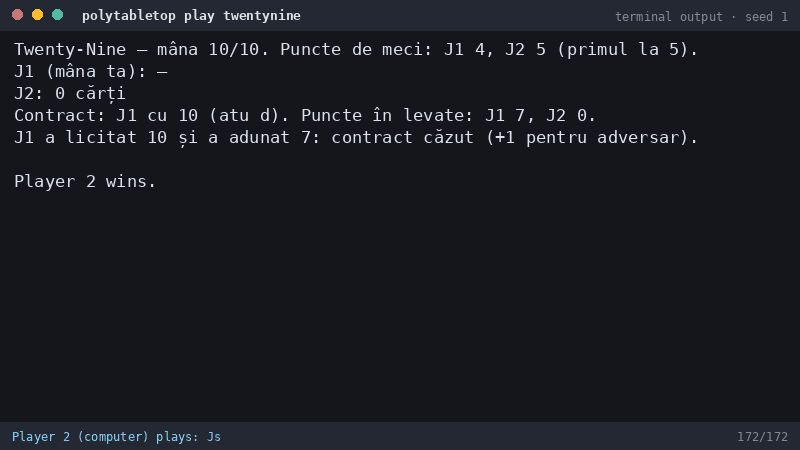 polytabletop play twentynine
terminal output · seed 1
Twenty-Nine — mâna 10/10. Puncte de meci: J1 4, J2 5 (primul la 5).
J1 (mâna ta): —
J2: 0 cărți
Contract: J1 cu 10 (atu d). Puncte în levate: J1 7, J2 0.
J1 a licitat 10 și a adunat 7: contract căzut (+1 pentru adversar).
Player 2 wins.
Player 2 (computer) plays: Js
172/172